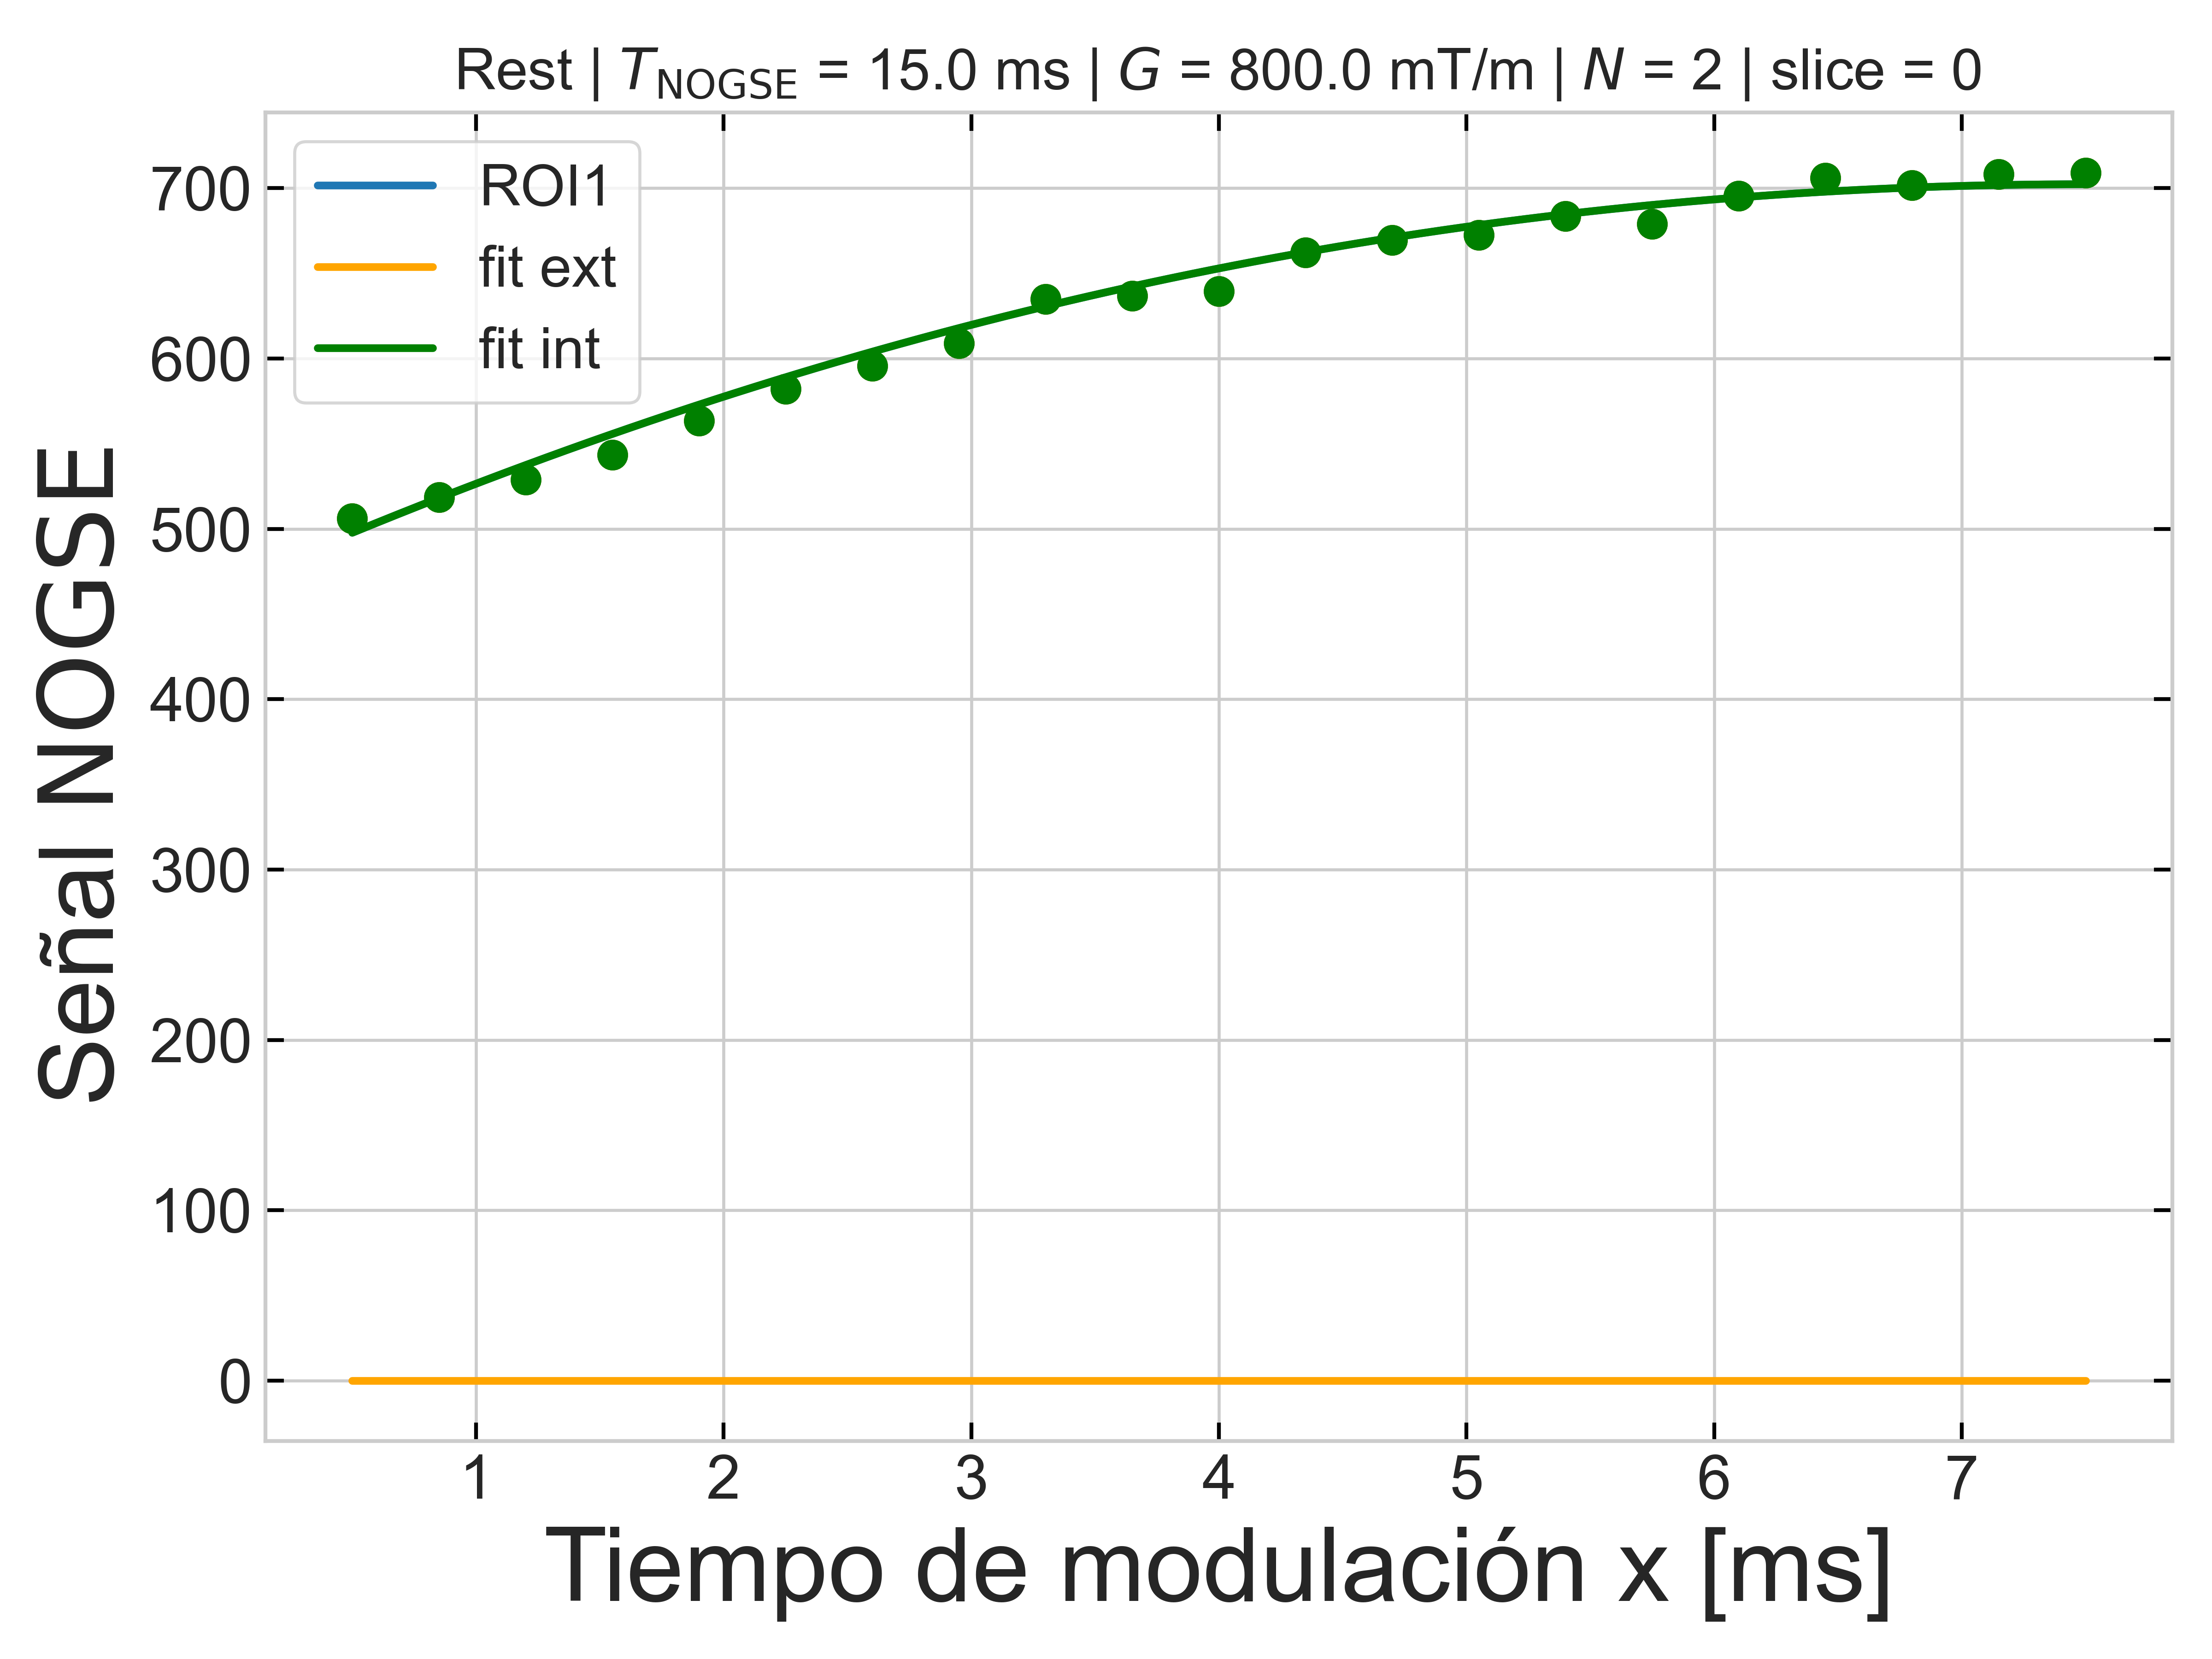 Rest | T_NOGSE = 15.0 ms | G = 800.0 mT/m | N = 2 | slice = 0
ROI1
fit ext
fit int
Señal NOGSE
700
600
500
400
300
200
100
0
1 2 3 4 5 6 7
Tiempo de modulación x [ms]